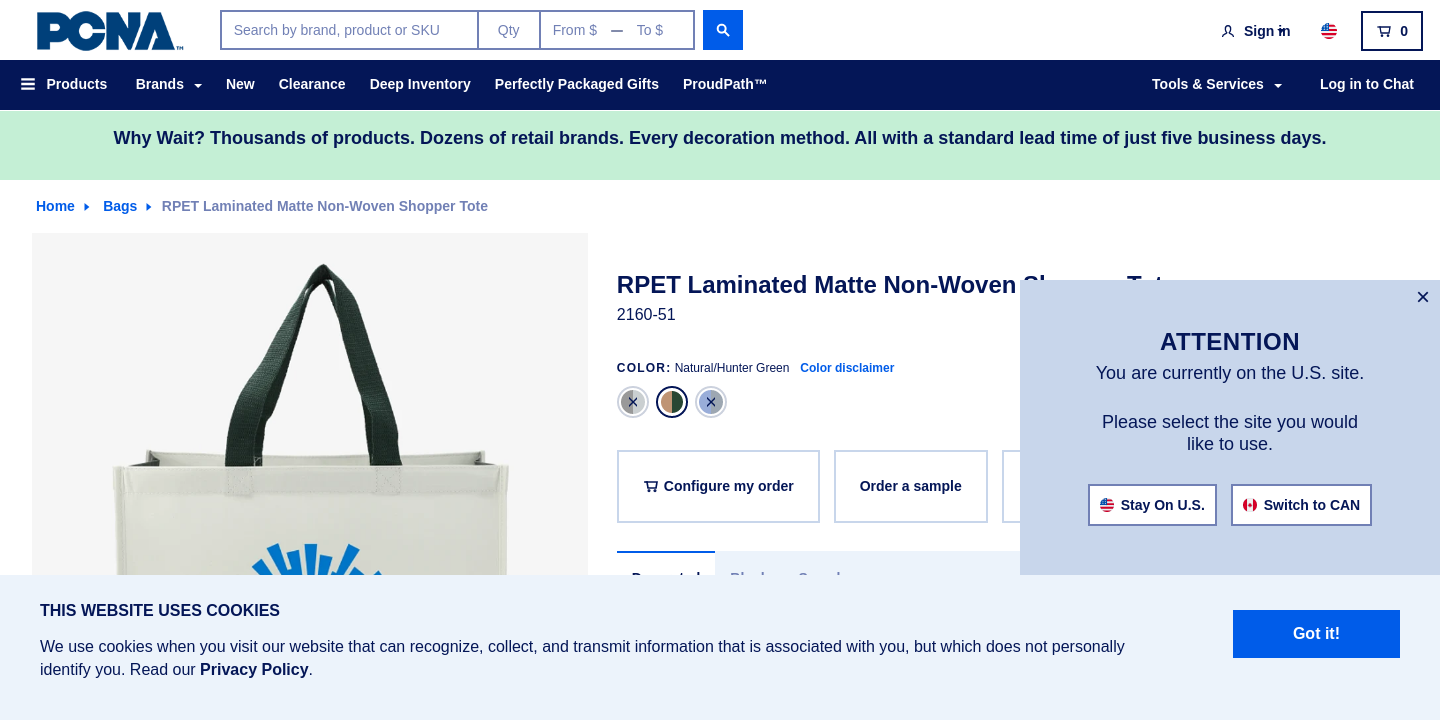 PCNA™
Search by brand, product or SKU
Qty
From $ — To $
Sign in
0
Products
Brands
New
Clearance
Deep Inventory
Perfectly Packaged Gifts
ProudPath™
Tools & Services
Log in to Chat
Why Wait? Thousands of products. Dozens of retail brands. Every decoration method. All with a standard lead time of just five business days.
Home
Bags
RPET Laminated Matte Non-Woven Shopper Tote
RPET Laminated Matte Non-Woven
2160-51
COLOR: Natural/Hunter Green
Color disclaimer
Configure my order
Order a sample
×
ATTENTION
You are currently on the U.S. site.
Please select the site you would
like to use.
Stay On U.S.
Switch to CAN
THIS WEBSITE USES COOKIES
We use cookies when you visit our website that can recognize, collect, and transmit information that is associated with you, but which does not personally
identify you. Read our Privacy Policy.
Got it!